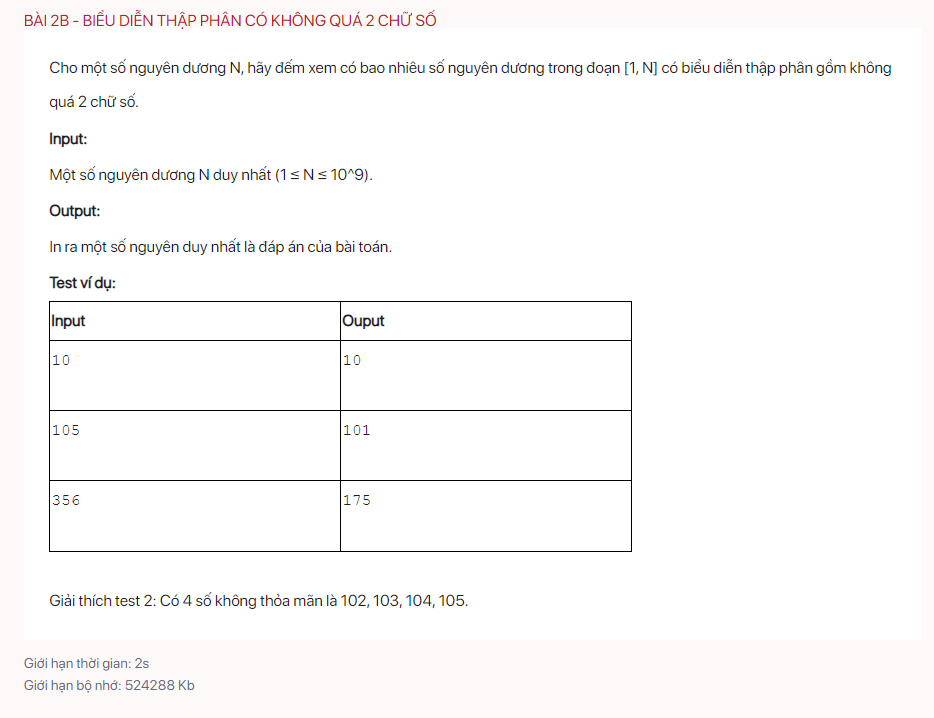 BÀI 2B - BIỂU DIỄN THẬP PHÂN CÓ KHÔNG QUÁ 2 CHỮ SỐ
Cho một số nguyên dương N, hãy đếm xem có bao nhiêu số nguyên dương trong đoạn [1, N] có biểu diễn thập phân gồm không
quá 2 chữ số.
Input:
Một số nguyên dương N duy nhất (1 ≤ N ≤ 10^9).
Output:
In ra một số nguyên duy nhất là dáp án của bài toán.
Test ví dụ:
Input Ouput
10 10
105 101
356 175
Giải thích test 2: Có 4 số không thỏa mãn là 102, 103, 104, 105.
Giới hạn thời gian: 2s
Giới hạn bộ nhớ: 524288 Kb